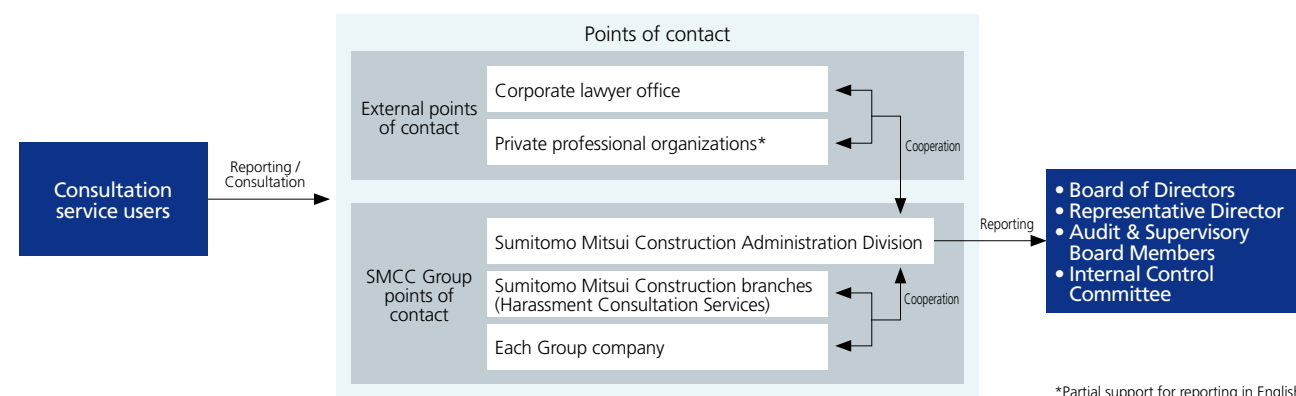 Points of contact
External points
of contact
Corporate lawyer office
Private professional organizations*
Cooperation
Consultation
service users
Reporting /
Consultation
SMCC Group
points of
contact
Sumitomo Mitsui Construction Administration Division
Sumitomo Mitsui Construction branches
(Harassment Consultation Services)
Each Group company
Cooperation
Reporting
• Board of Directors
• Representative Director
• Audit & Supervisory
Board Members
• Internal Control
Committee
*Partial support for reporting in English